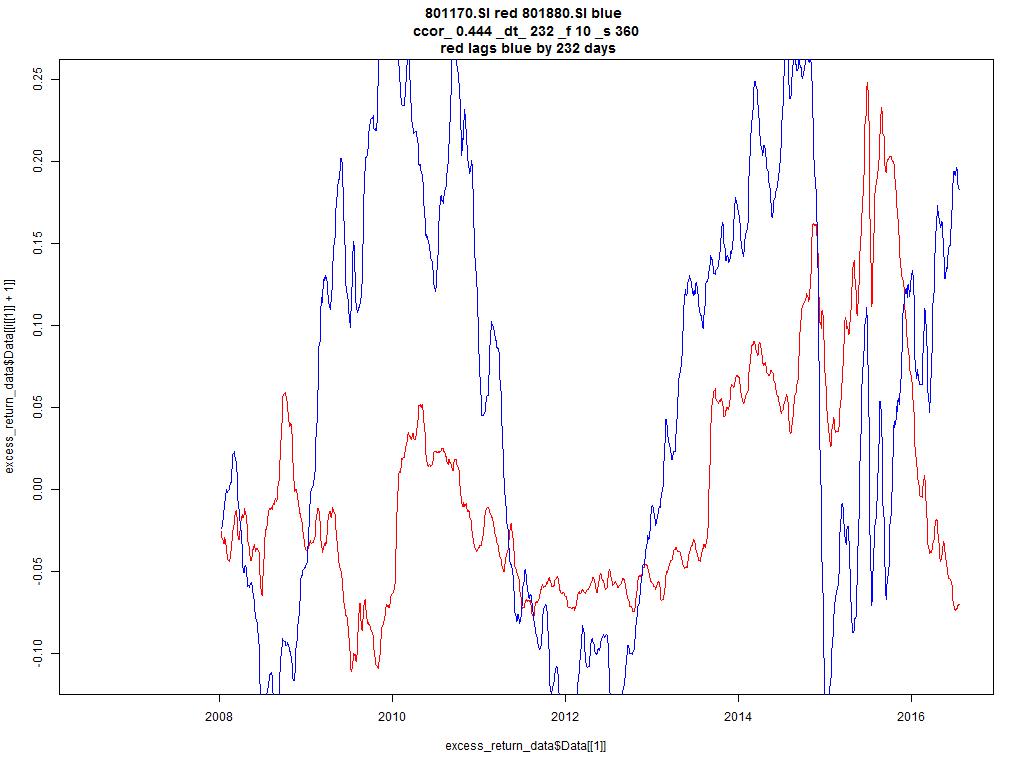 801170.SI red 801880.SI blue
ccor_ 0.444 _dt_ 232 _f 10 _s 360
red lags blue by 232 days
excess_return_data$Data[[i[[1]] + 1]]
0.25
0.20
0.15
0.10
0.05
0.00
-0.05
-0.10
2008
2010
2012
2014
2016
excess_return_data$Data[[1]]